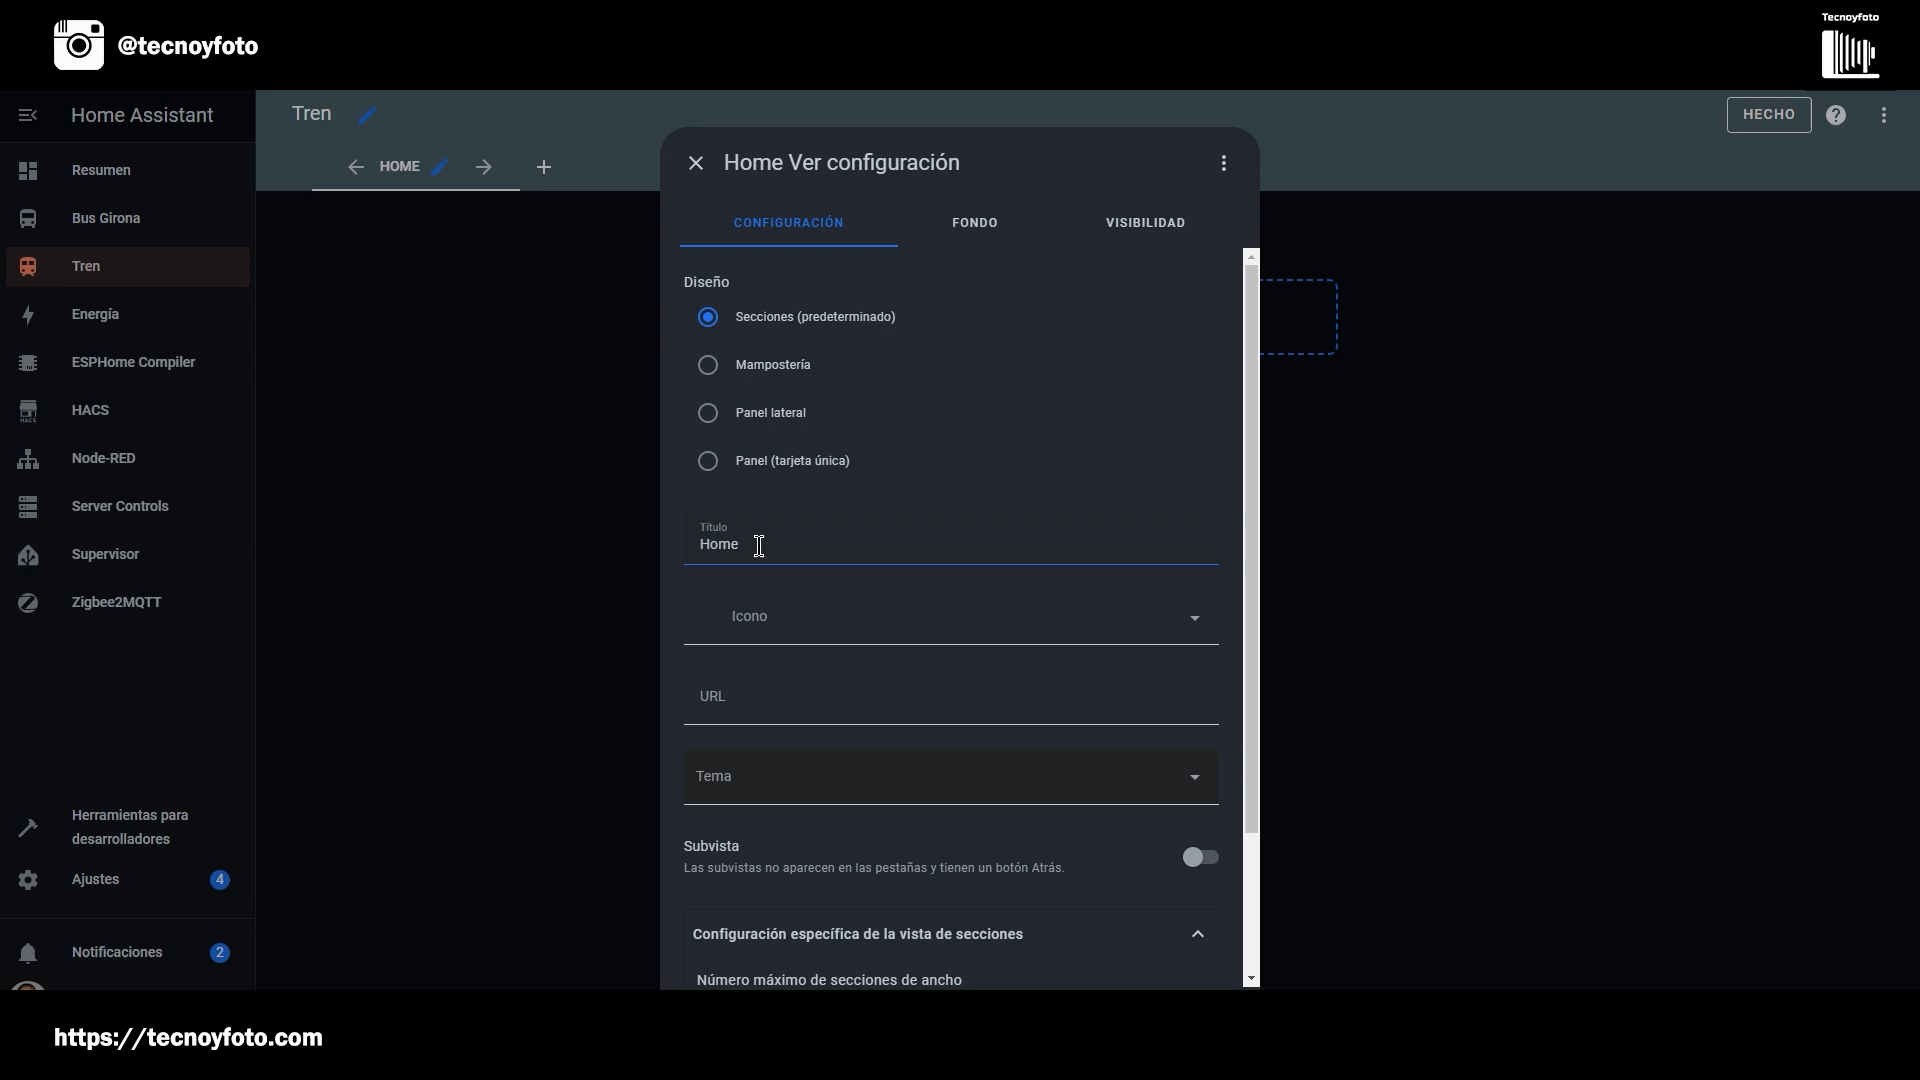 @tecnoyfoto
Tecnoyfoto
Home Assistant
Resumen
Bus Girona
Tren
Energía
ESPHome Compiler
HACS
HACS
Node-RED
Server Controls
Supervisor
Zigbee2MQTT
Herramientas para
desarrolladores
Ajustes 4
Notificaciones 2
Tren
HECHO
HOME
Home Ver configuración
CONFIGURACIÓN FONDO VISIBILIDAD
Diseño
Secciones (predeterminado)
Mampostería
Panel lateral
Panel (tarjeta única)
Título
Home
Icono
URL
Tema
Subvista
Las subvistas no aparecen en las pestañas y tienen un botón Atrás.
Configuración específica de la vista de secciones
Número máximo de secciones de ancho
https://tecnoyfoto.com